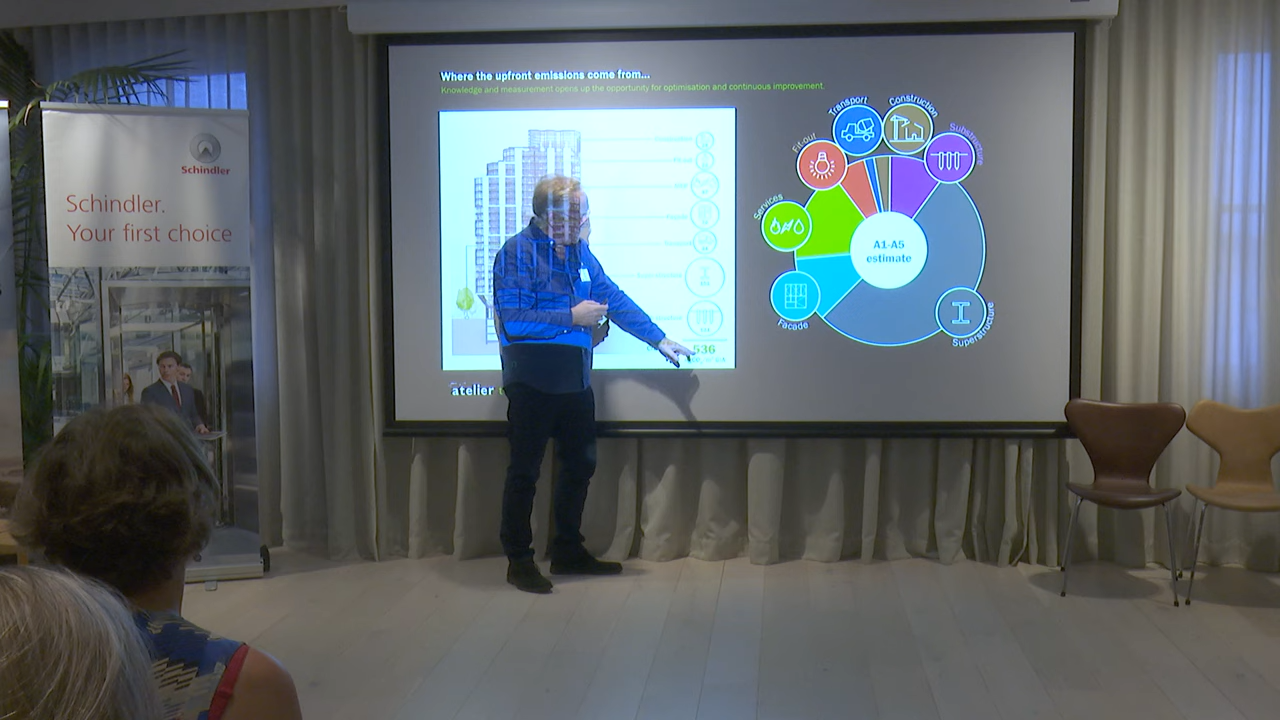 Schindler
Schindler.
Your first choice
Where the upfront emissions come from...
Knowledge and measurement opens up the opportunity for optimisation and continuous improvement.
536
atelier
Transport
Construction
Fit-out
Substructure
Services
A1-A5
estimate
Facade
Superstructure